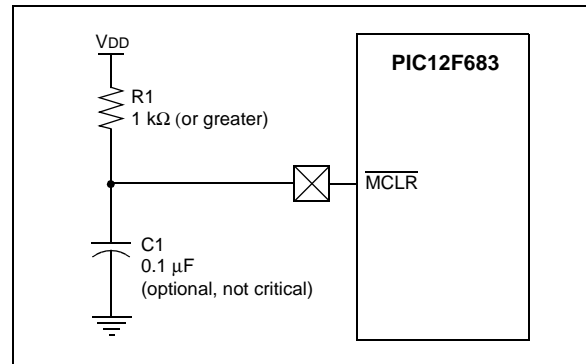 VDD
PIC12F683
R1
1 kΩ (or greater)
MCLR
C1
0.1 μF
(optional, not critical)